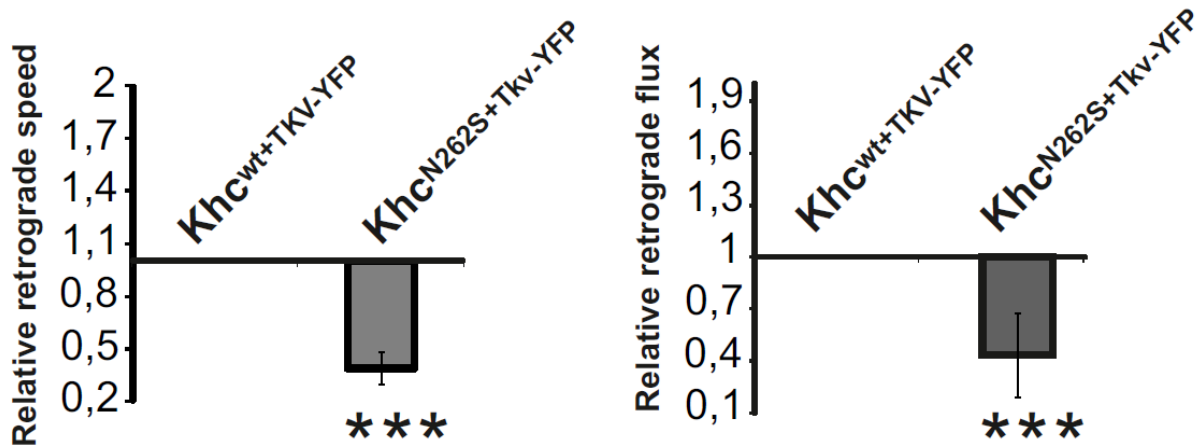 Relative retrograde speed
2
1,7
1,4
1,1
0,8
0,5
0,2
Khcwt+TKV-YFP
KhcN262S+Tkv-YFP
***
Relative retrograde flux
1,9
1,6
1,3
1
0,7
0,4
0,1
Khcwt+TKV-YFP
KhcN262S+Tkv-YFP
***